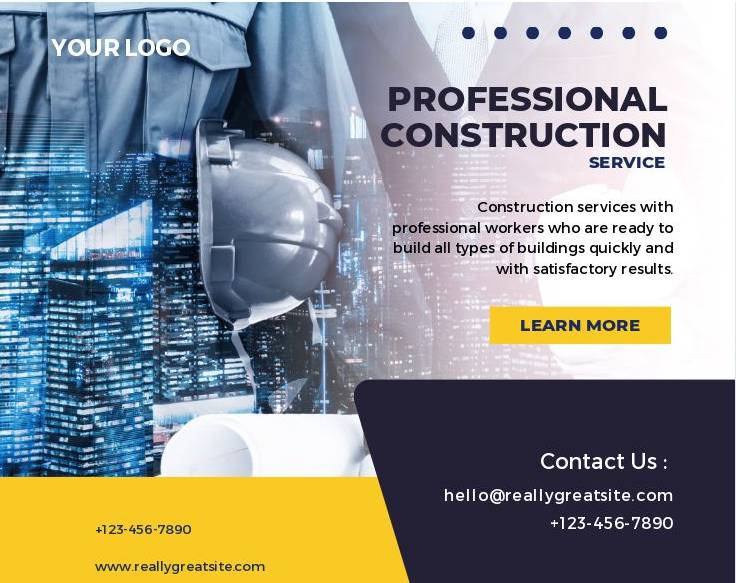 YOUR LOGO
PROFESSIONAL
CONSTRUCTION
SERVICE
Construction services with
professional workers who are ready to
build all types of buildings quickly and
with satisfactory results.
LEARN MORE
Contact Us :
hello@reallygreatsite.com
+123-456-7890
+123-456-7890
www.reallygreatsite.com